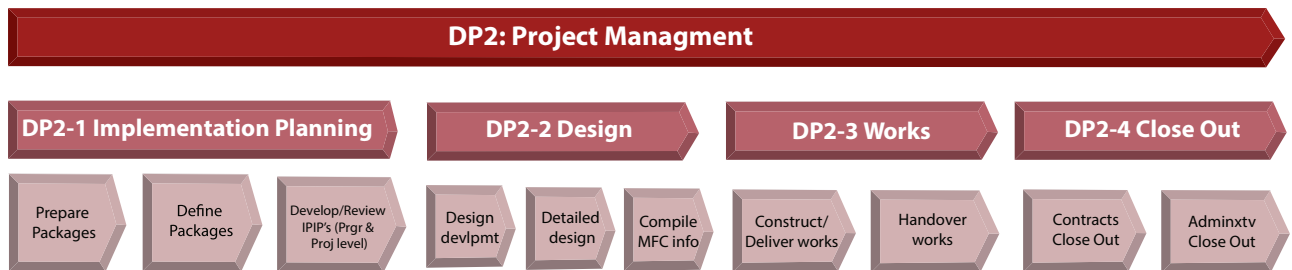 DP2: Project Managment
DP2-1 Implementation Planning
DP2-2 Design
DP2-3 Works
DP2-4 Close Out
Prepare
Packages
Define
Packages
Develop/Review
IPIP's (Prgr &
Proj level)
Design
devlpmt
Detailed
design
Compile
MFC info
Construct/
Deliver works
Handover
works
Contracts
Close Out
Adminxtv
Close Out